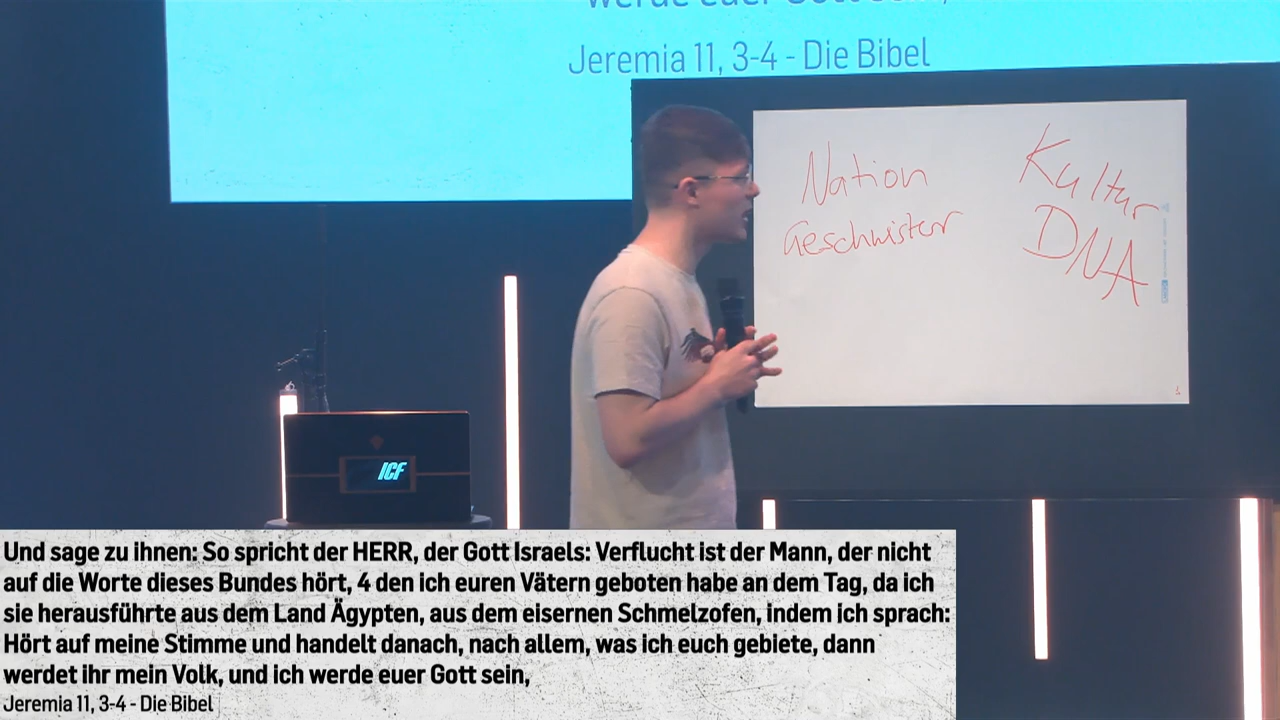 Jeremia 11, 3-4 - Die Bibel
Nation
Geschwister
Kultur
DNA
ICF
Und sage zu ihnen: So spricht der HERR, der Gott Israels: Verflucht ist der Mann, der nicht
auf die Worte dieses Bundes hört, 4 den ich euren Vätern geboten habe an dem Tag, da ich
sie herausführte aus dem Land Ägypten, aus dem eisernen Schmelzofen, indem ich sprach:
Hört auf meine Stimme und handelt danach, nach allem, was ich euch gebiete, dann
werdet ihr mein Volk, und ich werde euer Gott sein,
Jeremia 11, 3-4 - Die Bibel